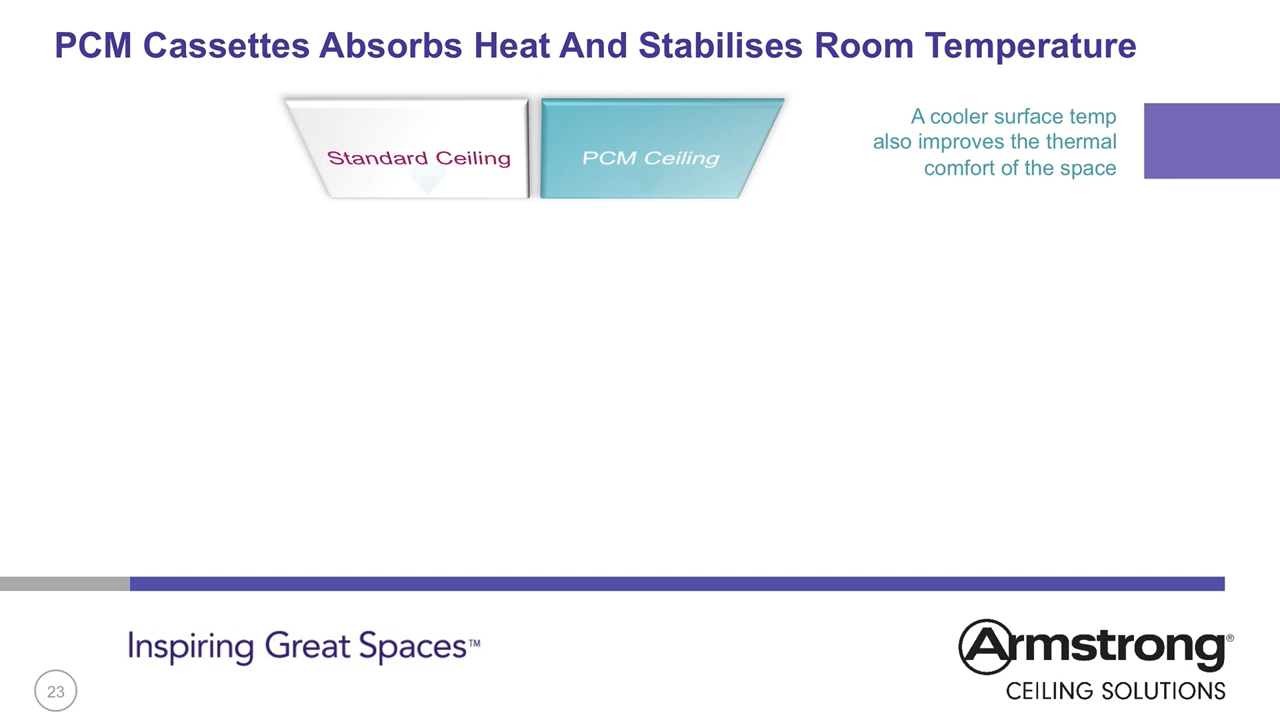 PCM Cassettes Absorbs Heat And Stabilises Room Temperature
Standard Ceiling
PCM Ceiling
A cooler surface temp
also improves the thermal
comfort of the space
Inspiring Great Spaces™
Armstrong®
CEILING SOLUTIONS
23